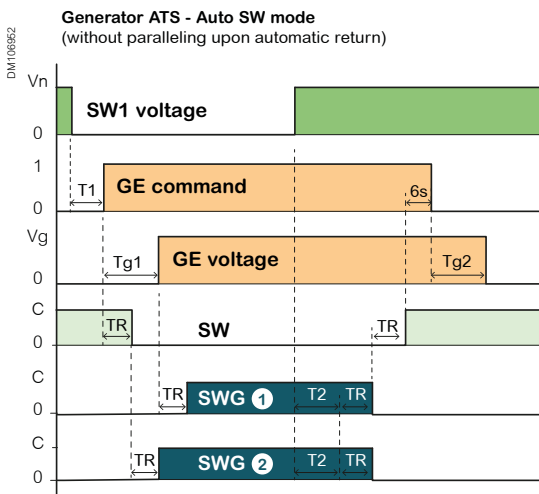 Generator ATS - Auto SW mode
(without paralleling upon automatic return)
DM106952
Vn
SW1 voltage
0
1
T1
GE command
6s
0
Vg
Tg1
GE voltage
Tg2
0
C
TR
SW
TR
0
C
TR
SWG 1
T2
TR
0
C
TR
SWG 2
T2
TR
0